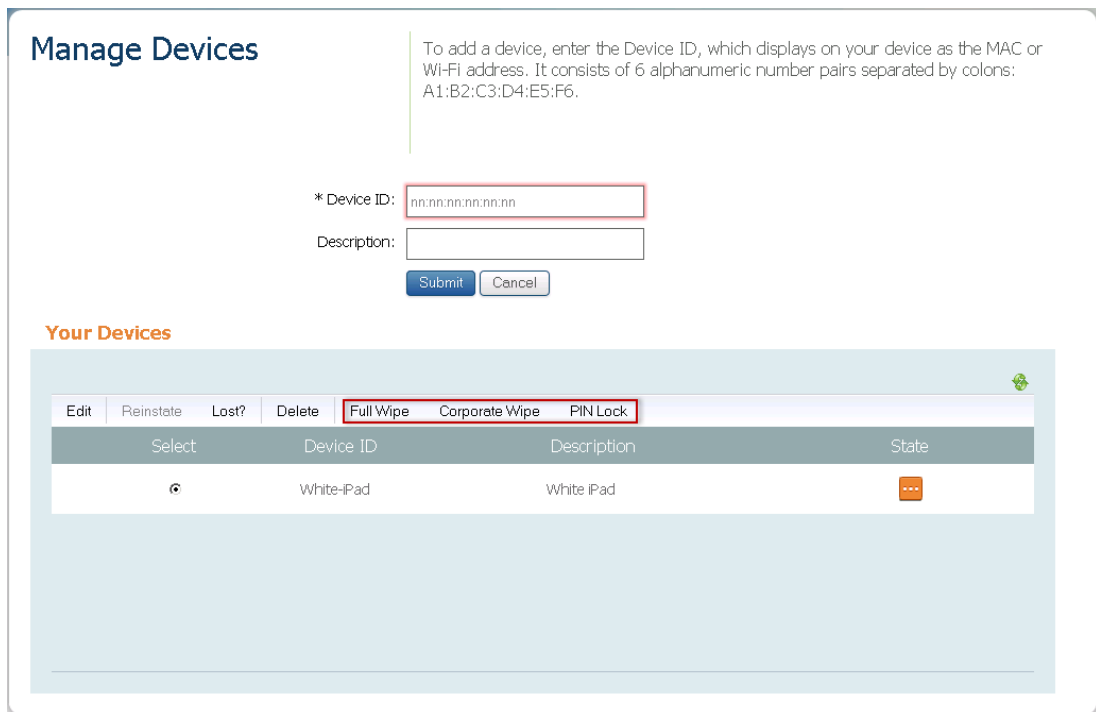 Manage Devices
To add a device, enter the Device ID, which displays on your device as the MAC or
Wi-Fi address. It consists of 6 alphanumeric number pairs separated by colons:
A1:B2:C3:D4:E5:F6.
* Device ID: nn:nn:nn:nn:nn:nn
Description:
Submit Cancel
Your Devices
Edit Reinstate Lost? Delete Full Wipe Corporate Wipe PIN Lock
Select Device ID Description State
White-iPad White iPad